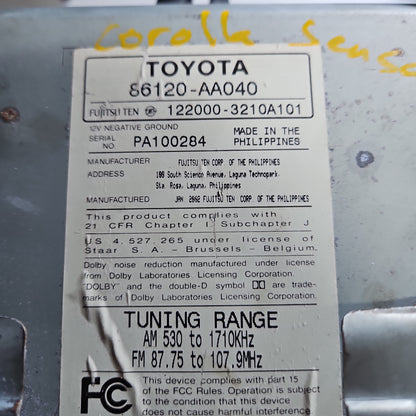 corolla Sensa
TOYOTA
86120-AA040
FUJITSU TEN 122000-3210A101
12V NEGATIVE GROUND
SERIAL NO. PA100284 MADE IN THE PHILIPPINES
MANUFACTURER FUJITSU TEN CORP OF THE PHILIPPINES
ADDRESS 109 South Science Avenue, Laguna Technopark,
Sta. Rosa, Laguna, Philippines
MANUFACTURED JAN 2002 FUJITSU TEN CORP OF THE PHILIPPINES
This product complies with
21 CFR Chapter I Subchapter J
US 4,527,265 under license of
Staar S. A. - Brussels - Belgium.
Dolby noise reduction manufactured under license
from Dolby Laboratories Licensing Corporation.
"DOLBY" and the double-D symbol are trade-
marks of Dolby Laboratories Licensing Corporation.
TUNING RANGE
AM 530 to 1710KHz
FM 87.75 to 107.9MHz
FC This device complies with part 15
of the FCC Rules. Operation is subject
to the condition that this device
does not cause harmful interference